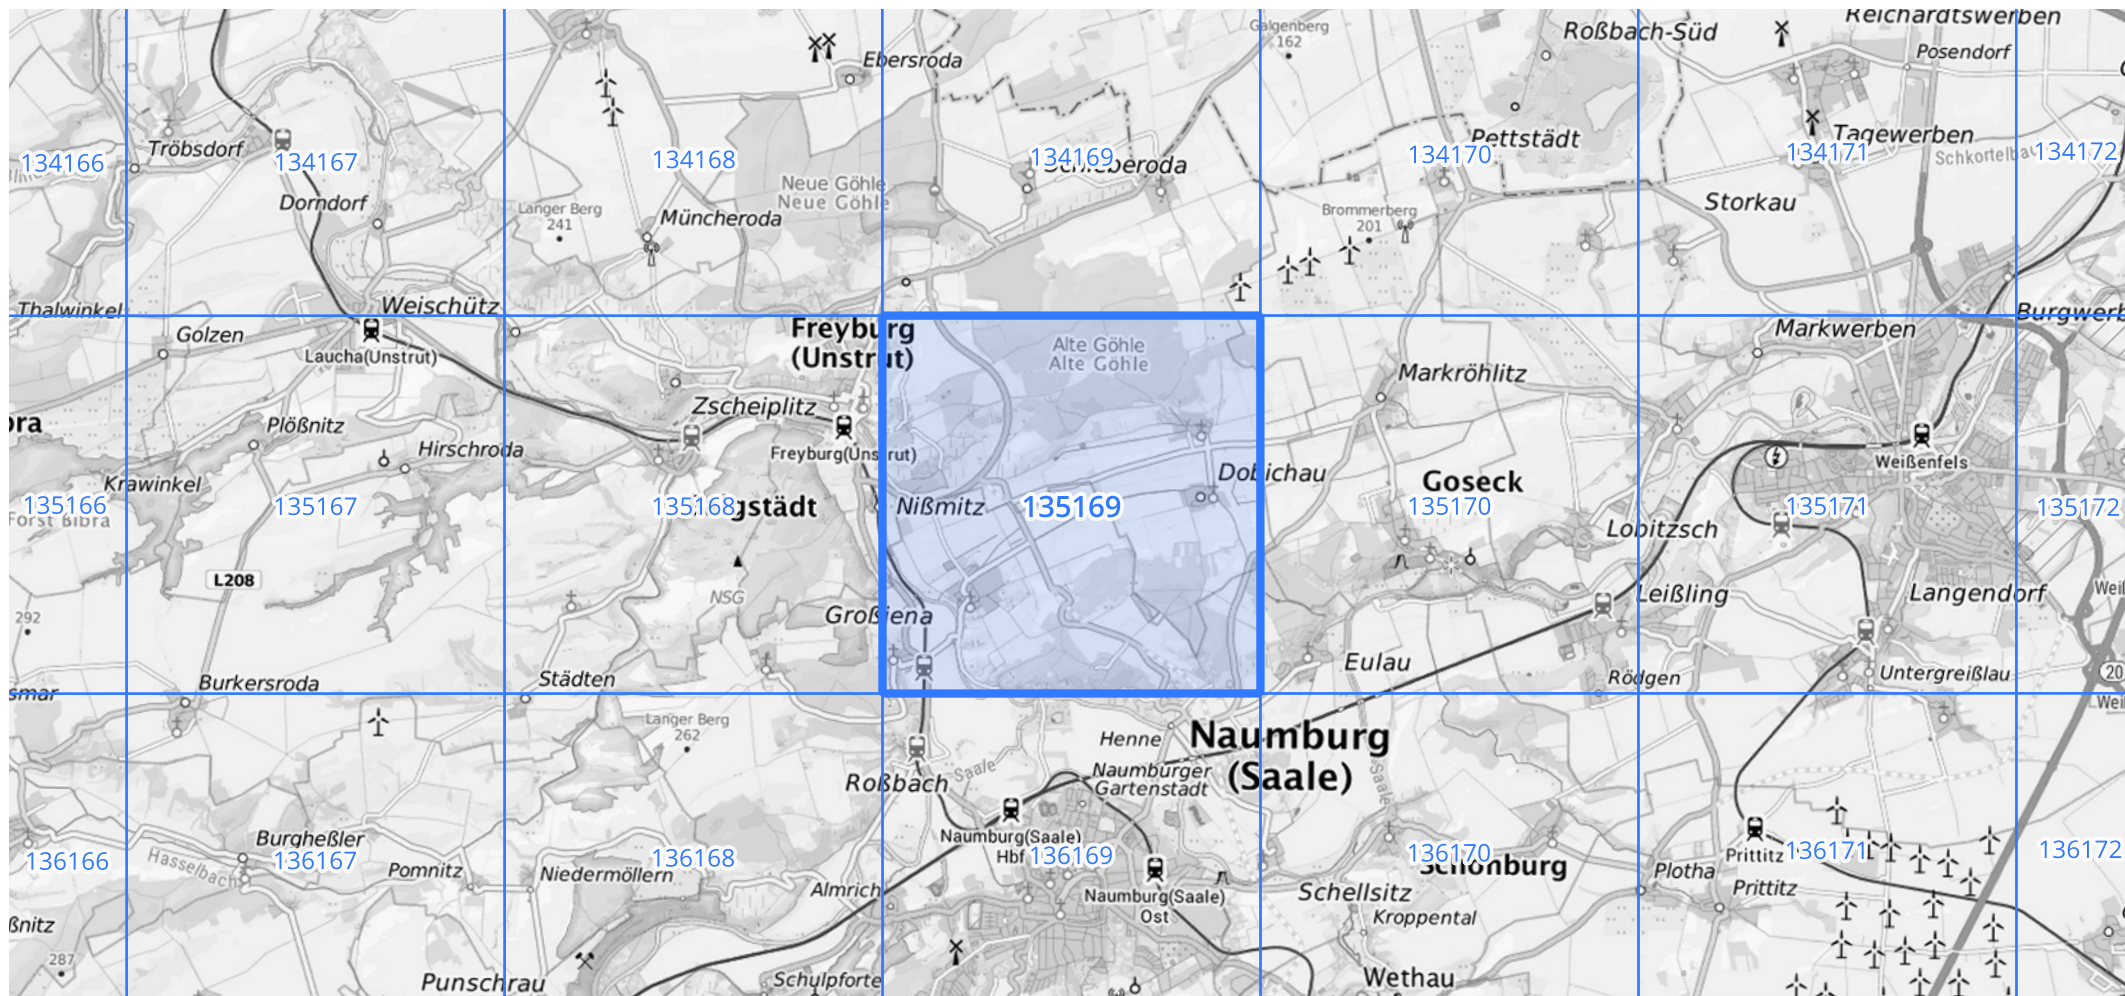 Reichardtswerben
Galgenberg
162
Roßbach-Süd
Posendorf
Ebersroda
Tröbsdorf
Pettstädt
Tagewerben
134166
134167
134168
134169
134170
134171
134172
Neue Göhle
Neue Göhle
Dorndorf
Langer Berg
241
Müncheroda
Brommerberg
201
Storkau
Thalwinkel
Weischütz
Golzen
Laucha(Unstrut)
Freyburg
(Unstrut)
Alte Göhle
Alte Göhle
Markwerben
Markröhlitz
Zscheiplitz
Plößnitz
Hirschroda
Freyburg(Unstrut)
Weißenfels
Dobichau
Krawinkel
Goseck
Nißmitz
135166
135167
135168
135169
135170
135171
135172
Forst Bibra
Lobitzsch
L208
NSG
292
Großjena
Leißling
Langendorf
Eulau
Burkersroda
Städten
Rödgen
Untergreißlau
20
Langer Berg
262
Henne
Naumburg
(Saale)
Saale
Saale
Roßbach
Naumburger
Gartenstadt
Naumburg(Saale)
Hbf
Burgheßler
Hasselbach
Pomnitz
Niedermöllern
Almrich
Naumburg(Saale)
Ost
Schönburg
Prittitz
Plotha
Prittitz
136166
136167
136168
136169
136170
136171
136172
Schellsitz
Kroppental
287
Punschrau
Schulpforte
Wethau